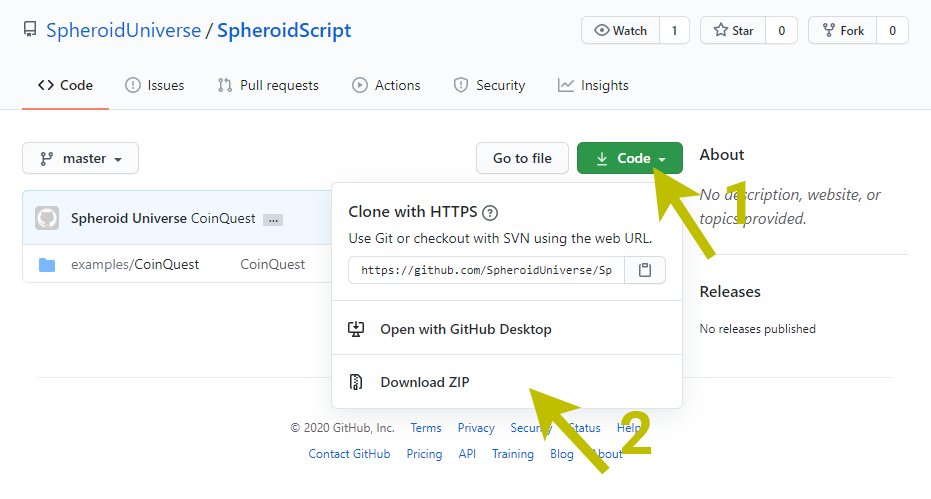 SpheroidUniverse / SpheroidScript
Watch 1 Star 0 Fork 0
Code Issues Pull requests Actions Security Insights
master Go to file Code
About
1
No description, website, or
topics provided.
Spheroid Universe CoinQuest ...
examples/CoinQuest CoinQuest
Clone with HTTPS ?
Use Git or checkout with SVN using the web URL.
https://github.com/SpheroidUniverse/Sp
Open with GitHub Desktop
Download ZIP
Releases
No releases published
2
© 2020 GitHub, Inc. Terms Privacy Security Status Help
Contact GitHub Pricing API Training Blog About